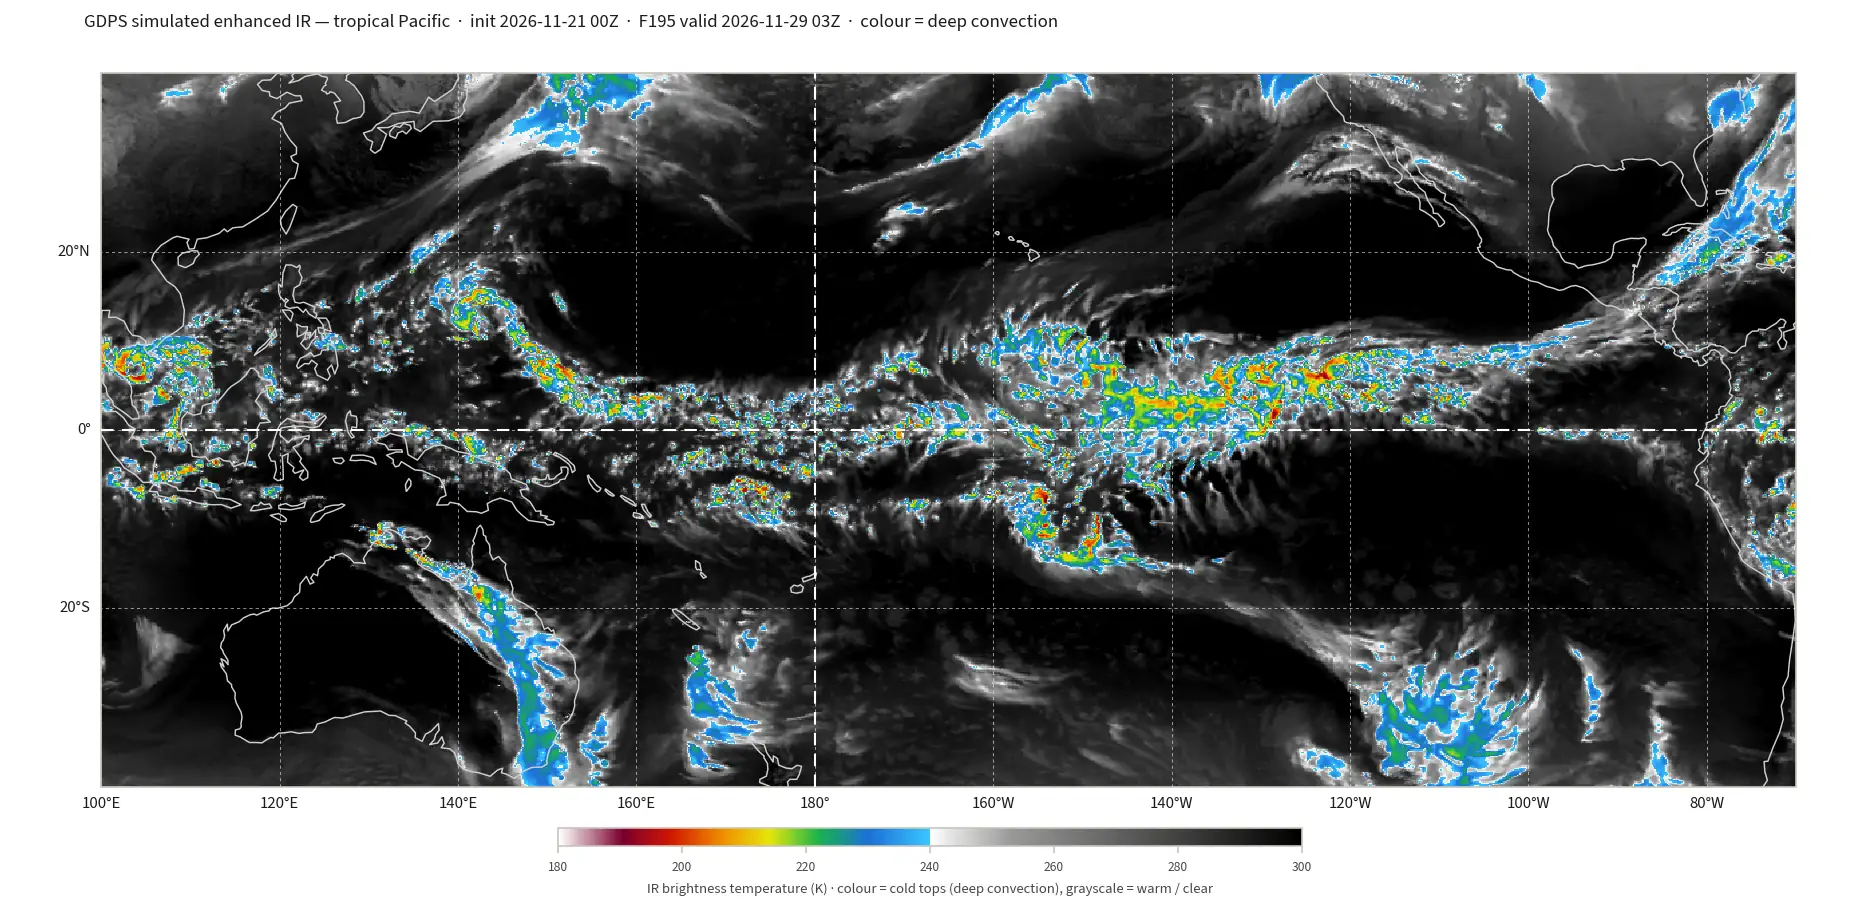 GDPS simulated enhanced IR — tropical Pacific · init 2026-11-21 00Z · F195 valid 2026-11-29 03Z · colour = deep convection
20°N
0°
20°S
100°E 120°E 140°E 160°E 180° 160°W 140°W 120°W 100°W 80°W
180 200 220 240 260 280 300
IR brightness temperature (K) · colour = cold tops (deep convection), grayscale = warm / clear